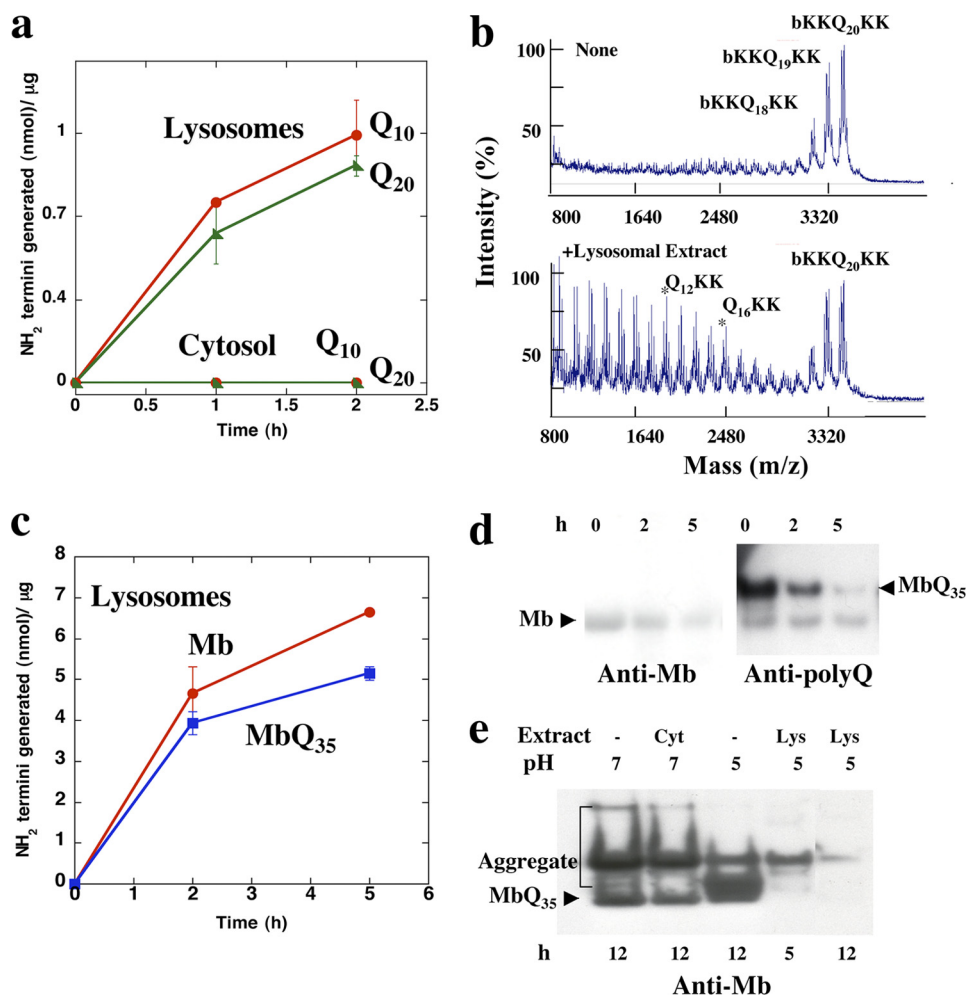 a
NH₂ termini generated (nmol)/ μg
1
0.7
0.4
0
Lysosomes
Q₁₀
Q₂₀
Cytosol
Q₁₀
Q₂₀
0 0.5 1 1.5 2 2.5
Time (h)
b
Intensity (%)
None
bKKQ₂₀KK
bKKQ₁₉KK
bKKQ₁₈KK
100
50
800 1640 2480 3320
+Lysosomal Extract
bKKQ₂₀KK
*Q₁₂KK
*Q₁₆KK
100
50
800 1640 2480 3320
Mass (m/z)
c
NH₂ termini generated (nmol)/ μg
8
7
6
5
4
3
2
1
0
Lysosomes
Mb
MbQ₃₅
0 1 2 3 4 5 6
Time (h)
d
h 0 2 5 0 2 5
Mb
MbQ₃₅
Anti-Mb Anti-polyQ
e
Extract - Cyt - Lys Lys
pH 7 7 5 5 5
Aggregate
MbQ₃₅
h 12 12 12 5 12
Anti-Mb